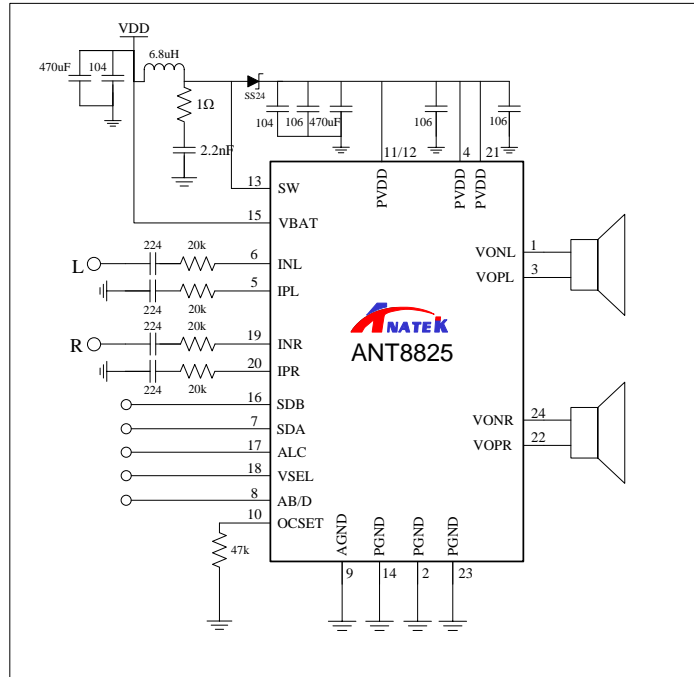 VDD
470uF
104
6.8uH
1Ω
2.2nF
SS24
104
106
470uF
106
106
11/12
4
21
PVDD
PVDD
PVDD
13
SW
15
VBAT
L
224
20k
6
INL
224
20k
5
IPL
R
224
20k
19
INR
224
20k
20
IPR
16
SDB
7
SDA
17
ALC
18
VSEL
8
AB/D
10
OCSET
47k
ANATEK
ANT8825
VONL
1
VOPL
3
VONR
24
VOPR
22
AGND
PGND
PGND
PGND
9
14
2
23